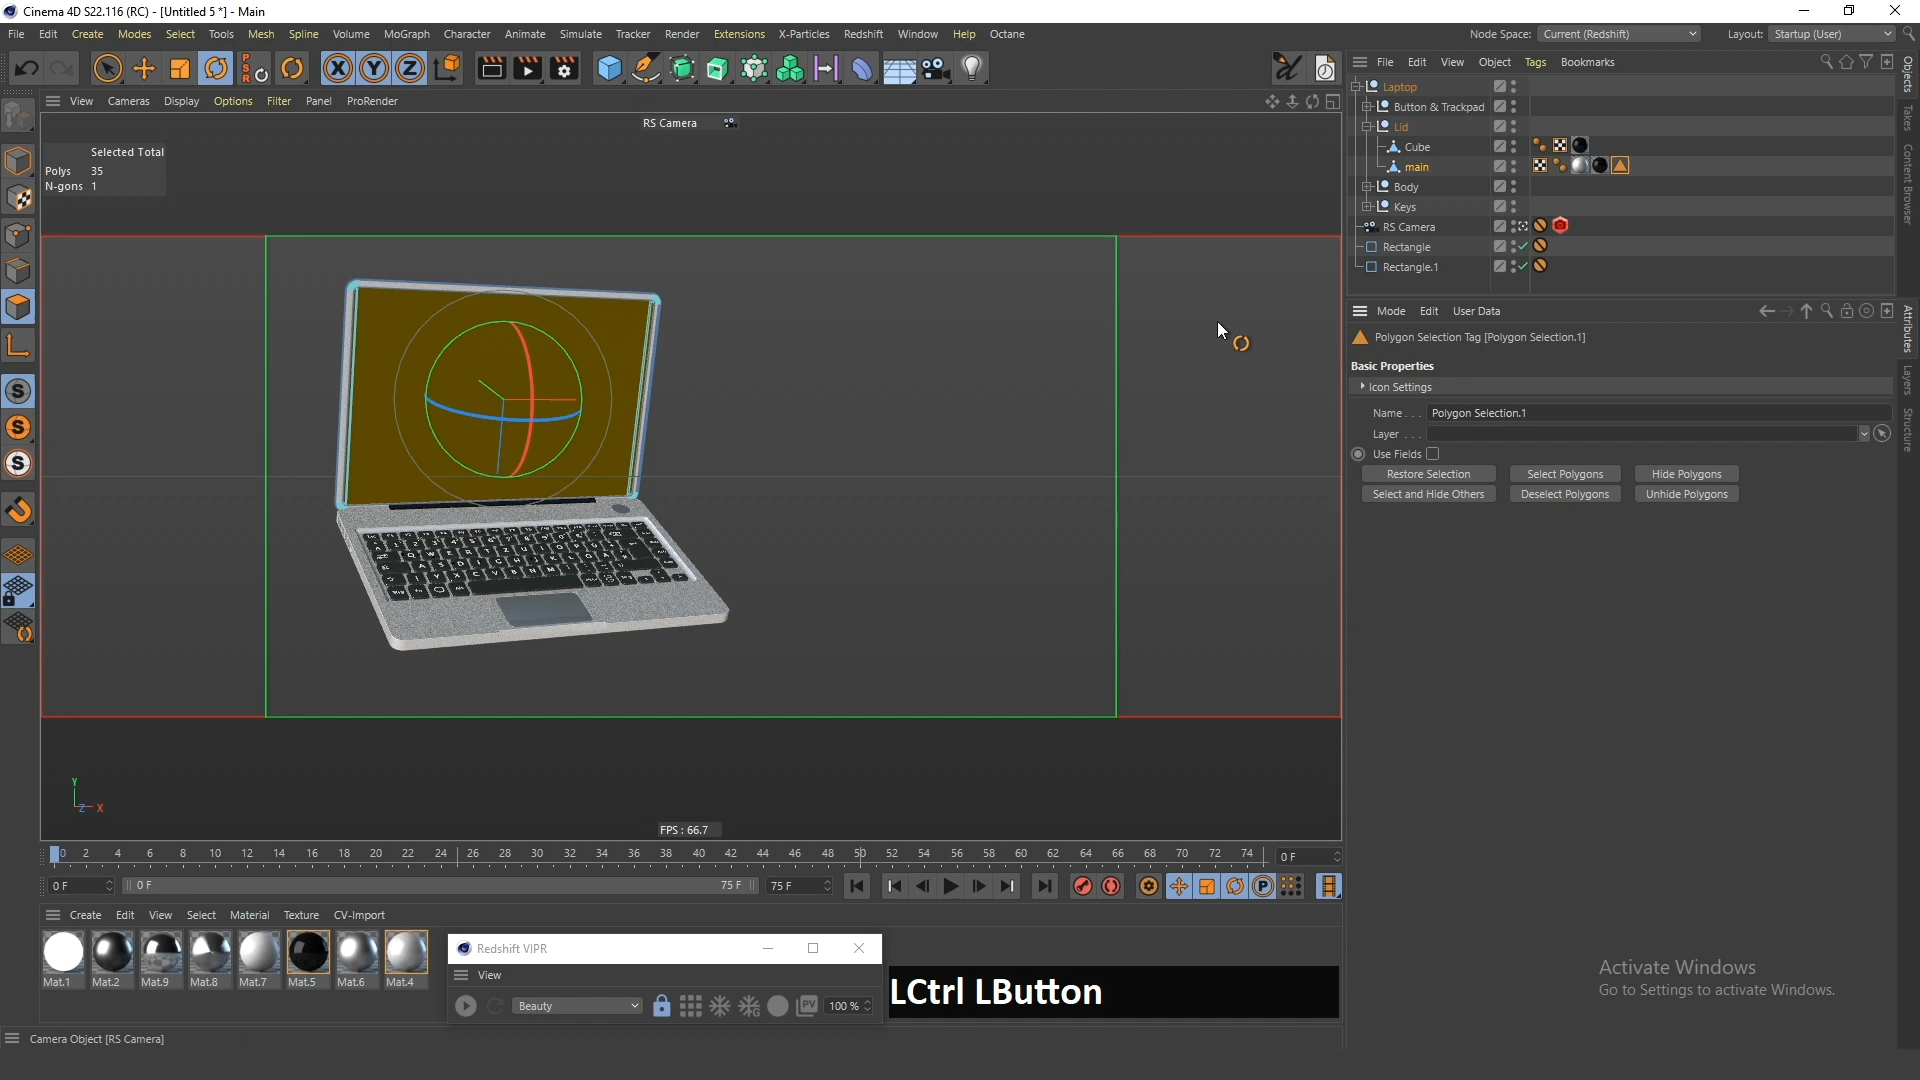 Cinema 4D S22.116 (RC) - [Untitled 5 *] - Main
File Edit Create Modes Select Tools Mesh Spline Volume MoGraph Character Animate Simulate Tracker Render Extensions X-Particles Redshift Window Help Octane
Node Space: Current (Redshift) Layout: Startup (User)
View Cameras Display Options Filter Panel ProRender
RS Camera
Selected Total
Polys 35
N-gons 1
File Edit View Object Tags Bookmarks
Laptop
Button & Trackpad
Lid
Cube
main
Body
Keys
RS Camera
Rectangle
Rectangle.1
Objects
Takes
Content Browser
Mode Edit User Data
Polygon Selection Tag [Polygon Selection.1]
Basic Properties
Icon Settings
Name . . . Polygon Selection.1
Layer . . .
Use Fields
Restore Selection Select Polygons Hide Polygons
Select and Hide Others Deselect Polygons Unhide Polygons
Attributes
Layers
Structure
Y
Z X
FPS : 66.7
0 2 4 6 8 10 12 14 16 18 20 22 24 26 28 30 32 34 36 38 40 42 44 46 48 50 52 54 56 58 60 62 64 66 68 70 72 74 0 F
0 F 0 F 75 F 75 F
Create Edit View Select Material Texture CV-Import
Mat.1 Mat.2 Mat.9 Mat.8 Mat.7 Mat.5 Mat.6 Mat.4
Redshift VIPR
View
Beauty PV 100 %
LCtrl LButton
Activate Windows
Go to Settings to activate Windows.
Camera Object [RS Camera]